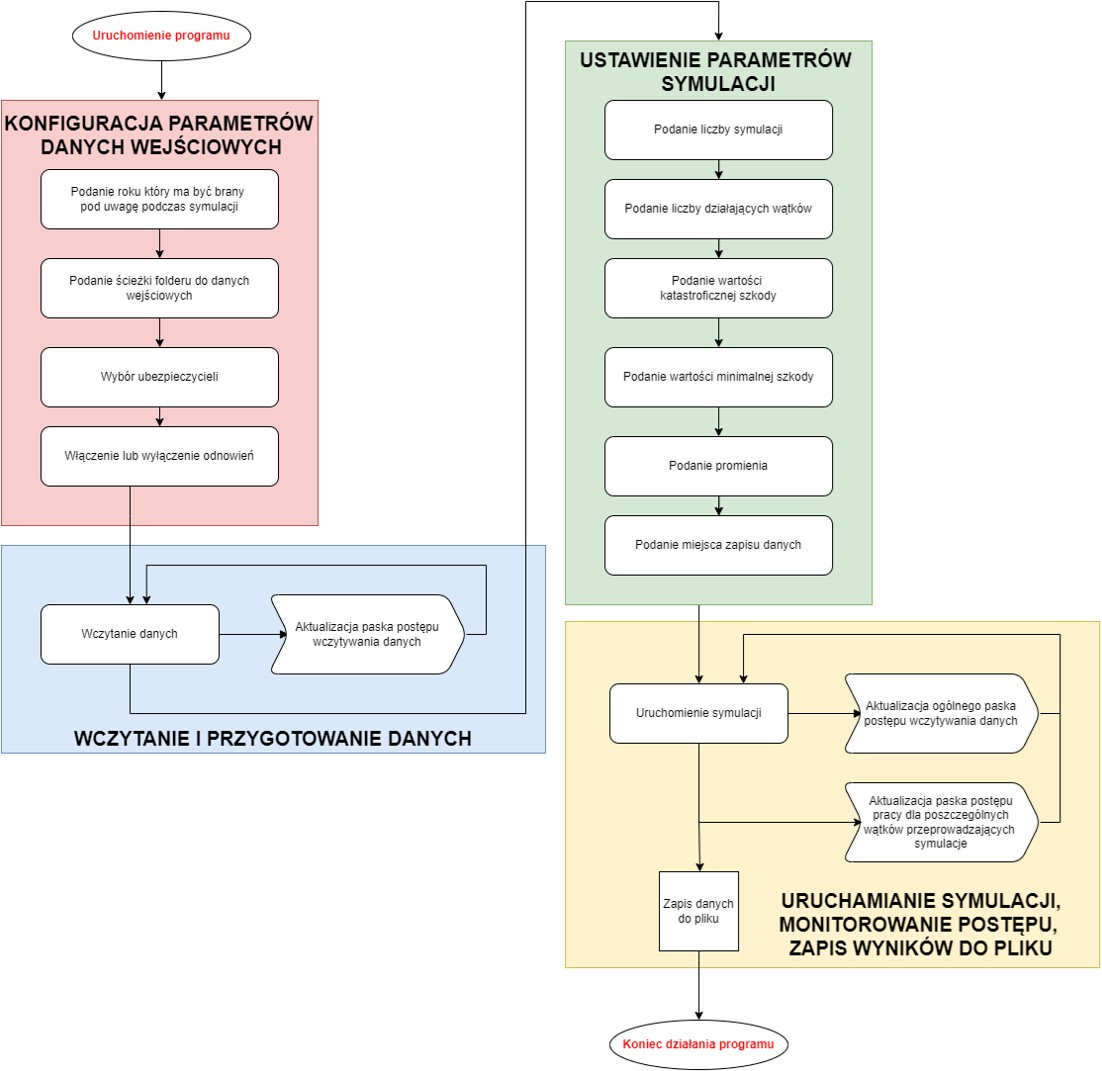 Uruchomienie programu
KONFIGURACJA PARAMETRÓW
DANYCH WEJŚCIOWYCH
Podanie roku który ma być brany
pod uwagę podczas symulacji
Podanie ścieżki folderu do danych
wejściowych
Wybór ubezpieczycieli
Włączenie lub wyłączenie odnowień
Wczytanie danych
Aktualizacja paska postępu
wczytywania danych
WCZYTANIE I PRZYGOTOWANIE DANYCH
USTAWIENIE PARAMETRÓW
SYMULACJI
Podanie liczby symulacji
Podanie liczby działających wątków
Podanie wartości
katastroficznej szkody
Podanie wartości minimalnej szkody
Podanie promienia
Podanie miejsca zapisu danych
Uruchomienie symulacji
Aktualizacja ogólnego paska
postępu wczytywania danych
Aktualizacja paska postępu
pracy dla poszczególnych
wątków przeprowadzających
symulacje
Zapis danych
do pliku
URUCHAMIANIE SYMULACJI,
MONITOROWANIE POSTĘPU,
ZAPIS WYNIKÓW DO PLIKU
Koniec działania programu